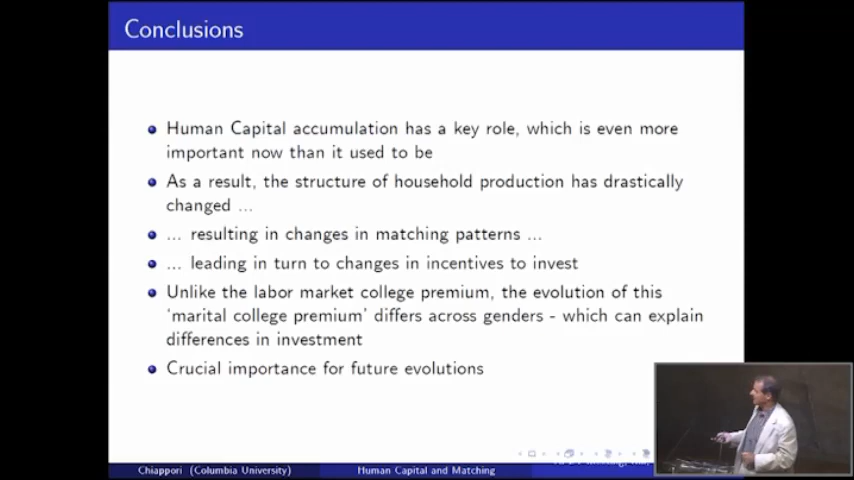 Conclusions
Human Capital accumulation has a key role, which is even more
important now than it used to be
As a result, the structure of household production has drastically
changed ...
... resulting in changes in matching patterns ...
... leading in turn to changes in incentives to invest
Unlike the labor market college premium, the evolution of this
‘marital college premium’ differs across genders - which can explain
differences in investment
Crucial importance for future evolutions
Chiappori (Columbia University)
Human Capital and Matching